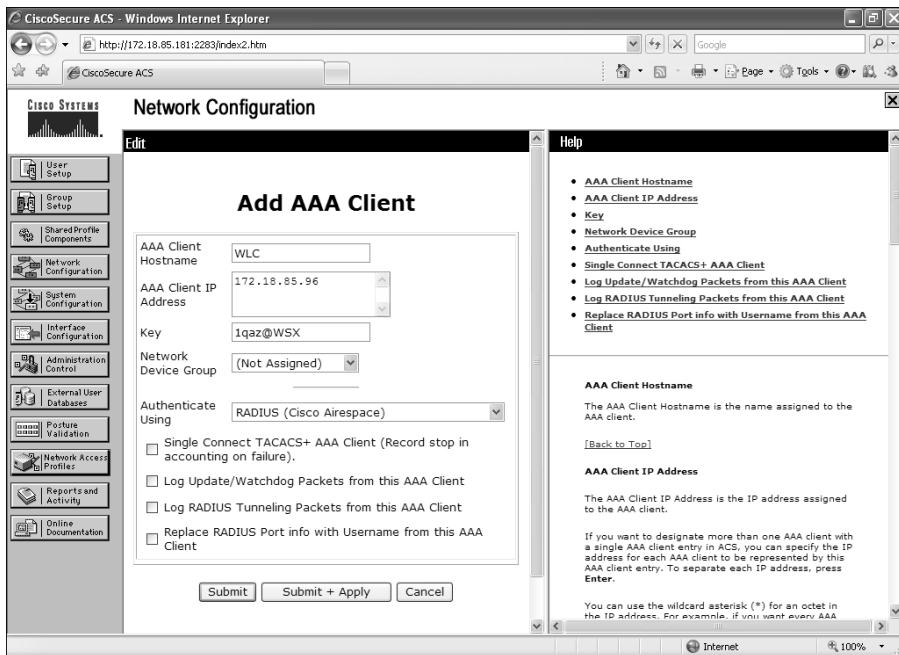 CiscoSecure ACS - Windows Internet Explorer
http://172.18.85.181:2283/index2.htm
Google
CiscoSecure ACS
Page
Tools
CISCO SYSTEMS
Network Configuration
User
Setup
Group
Setup
Shared Profile
Components
Network
Configuration
System
Configuration
Interface
Configuration
Administration
Control
External User
Databases
Posture
Validation
Network Access
Profiles
Reports and
Activity
Online
Documentation
Edit
Add AAA Client
AAA Client
Hostname
WLC
AAA Client IP
Address
172.18.85.96
Key
1qaz@WSX
Network
Device Group
(Not Assigned)
Authenticate
Using
RADIUS (Cisco Airespace)
Single Connect TACACS+ AAA Client (Record stop in
accounting on failure).
Log Update/Watchdog Packets from this AAA Client
Log RADIUS Tunneling Packets from this AAA Client
Replace RADIUS Port info with Username from this AAA
Client
Submit
Submit + Apply
Cancel
Help
• AAA Client Hostname
• AAA Client IP Address
• Key
• Network Device Group
• Authenticate Using
• Single Connect TACACS+ AAA Client
• Log Update/Watchdog Packets from this AAA Client
• Log RADIUS Tunneling Packets from this AAA Client
• Replace RADIUS Port info with Username from this AAA
Client
AAA Client Hostname
The AAA Client Hostname is the name assigned to the
AAA client.
[Back to Top]
AAA Client IP Address
The AAA Client IP Address is the IP address assigned
to the AAA client.
If you want to designate more than one AAA client with
a single AAA client entry in ACS, you can specify the IP
address for each AAA client to be represented by this
AAA client entry. To separate each IP address, press
Enter.
You can use the wildcard asterisk (*) for an octet in
the IP address. For example, if you want every AAA
Internet
100%